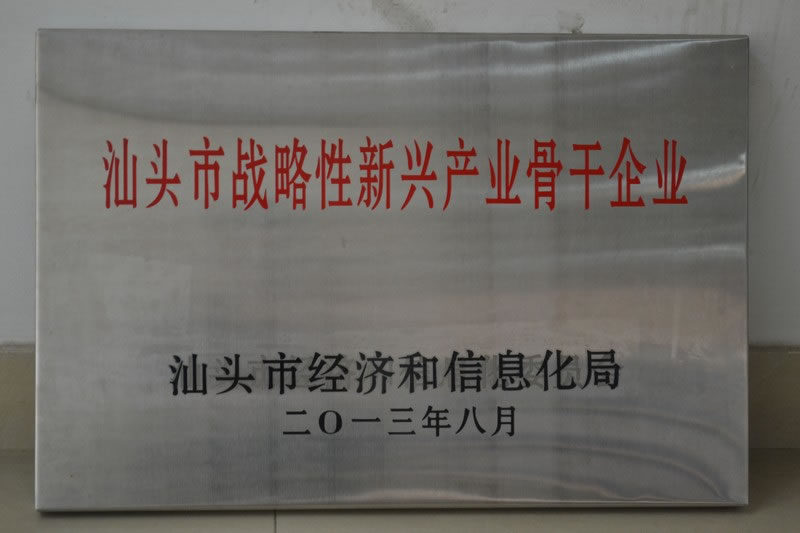 汕头市战略性新兴产业骨干企业
汕头市经济和信息化局
二O一三年八月